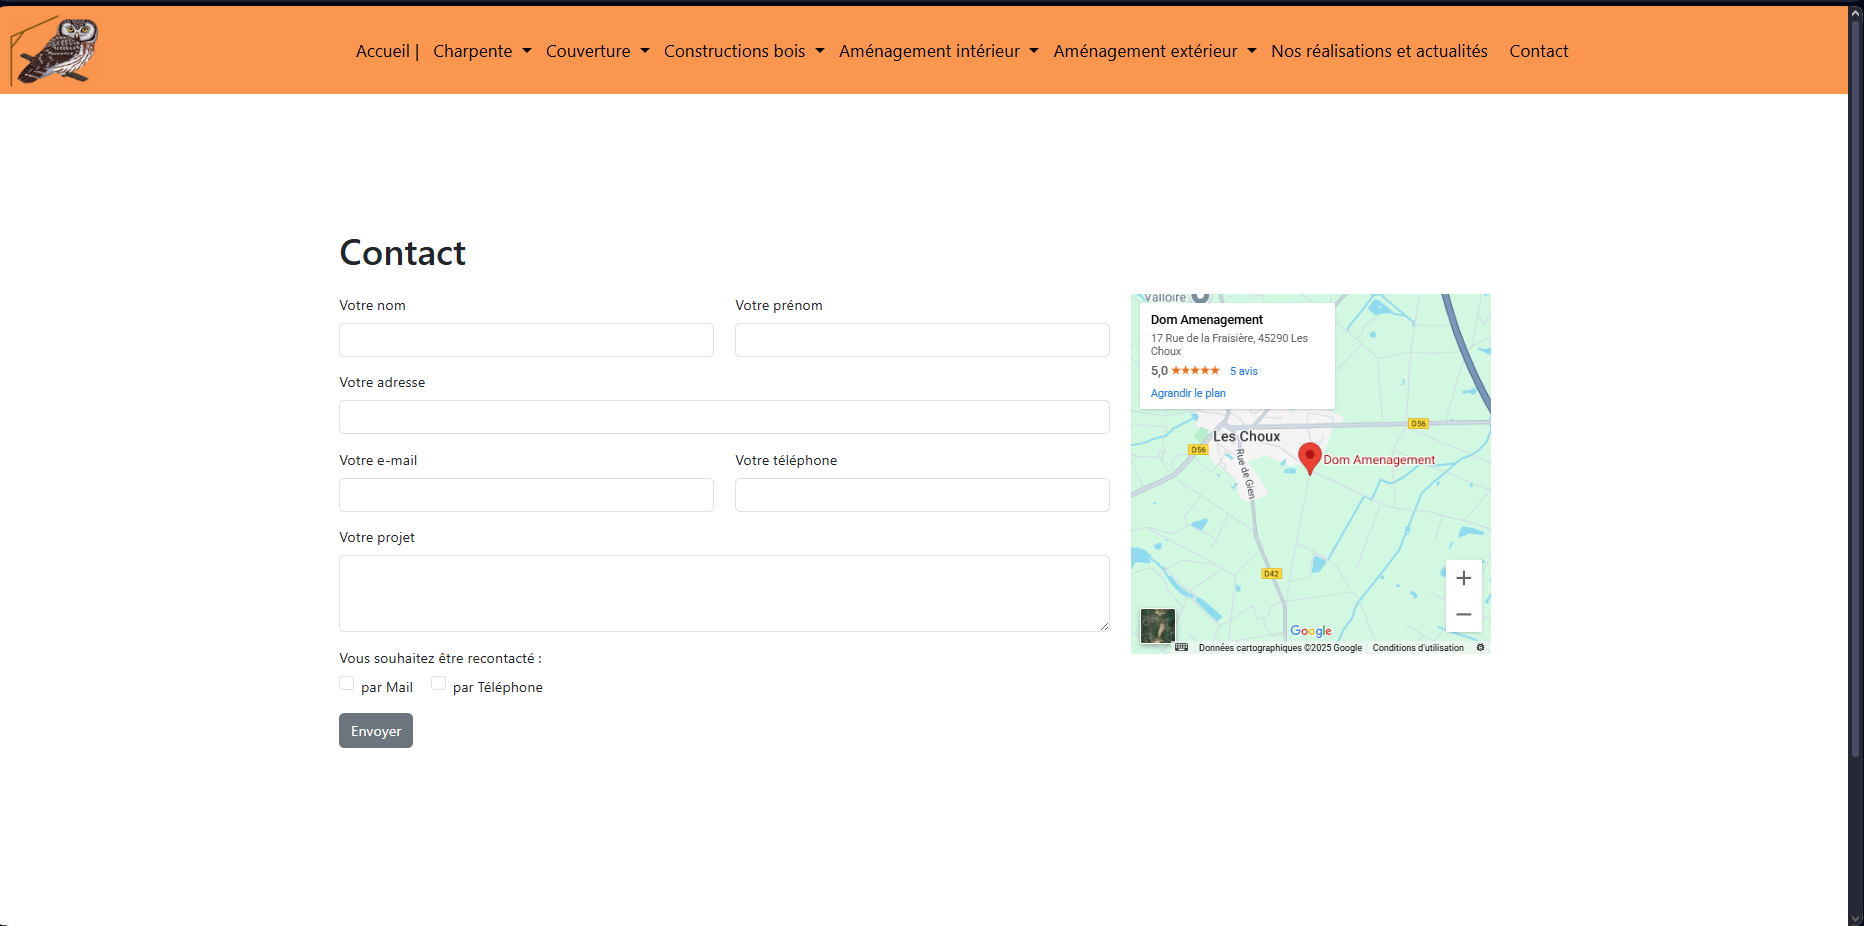 Accueil | Charpente Couverture Constructions bois Aménagement intérieur Aménagement extérieur Nos réalisations et actualités Contact
Contact
Votre nom
Votre prénom
Votre adresse
Votre e-mail
Votre téléphone
Votre projet
Vous souhaitez être recontacté :
par Mail par Téléphone
Envoyer
Valloire
Dom Amenagement
17 Rue de la Fraisière, 45290 Les
Choux
5,0 ★★★★★ 5 avis
Agrandir le plan
D56
Les Choux
D56
Dom Amenagement
Rue de Gien
D42
Google
Données cartographiques ©2025 Google Conditions d'utilisation